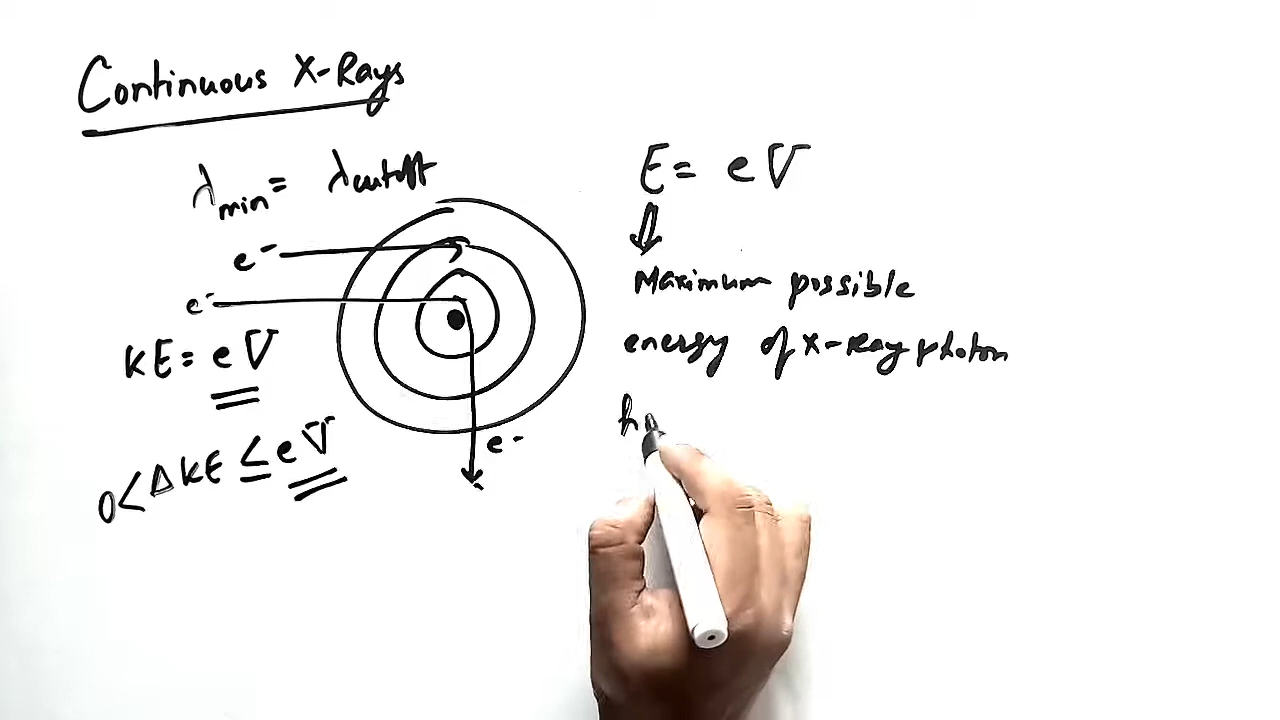 Continuous X-Rays
λmin = λcutoff
e-
e-
KE = eV
0 < ΔKE ≤ eV
e-
E = eV
⇓
Maximum possible
energy of X-Ray photon
h